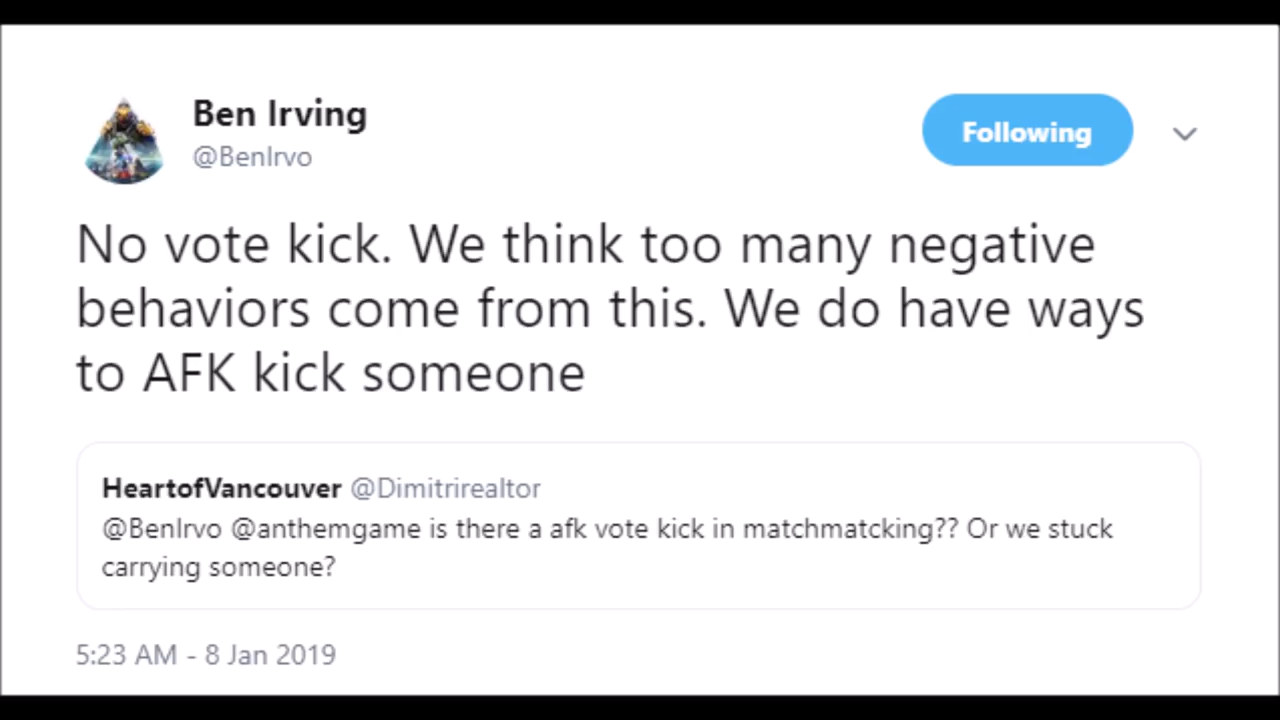 Ben Irving
@BenIrvo
Following
No vote kick. We think too many negative
behaviors come from this. We do have ways
to AFK kick someone
HeartofVancouver @Dimitrirealtor
@BenIrvo @anthemgame is there a afk vote kick in matchmatcking?? Or we stuck
carrying someone?
5:23 AM - 8 Jan 2019